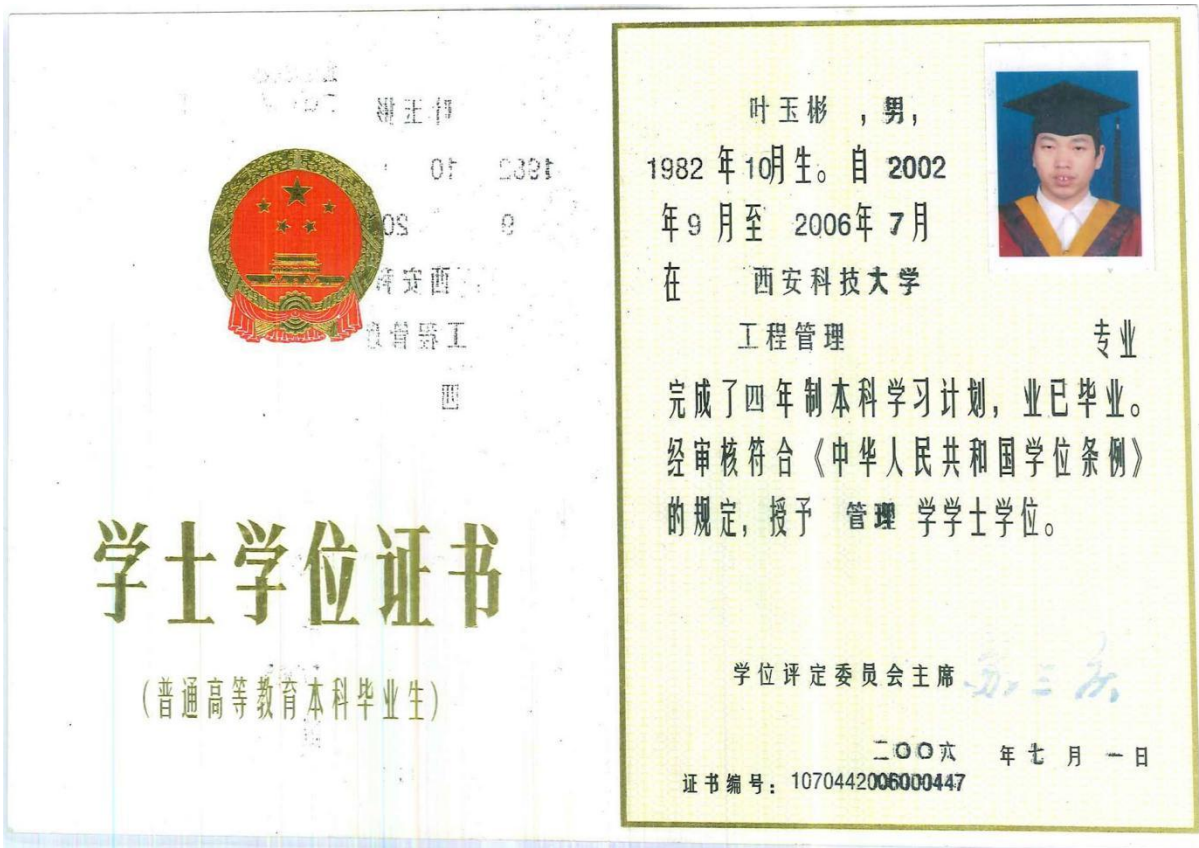 学士学位证书
(普通高等教育本科毕业生)
叶玉彬 ,男,
1982 年 10月生。自 2002
年 9 月至 2006年 7月
在 西安科技大学
工程管理 专业
完成了四年制本科学习计划,业已毕业。
经审核符合《中华人民共和国学位条例》
的规定,授予 管理 学学士学位。
学位评定委员会主席 苏三庆
二〇〇六 年七月一日
证书编号:1070442006000447